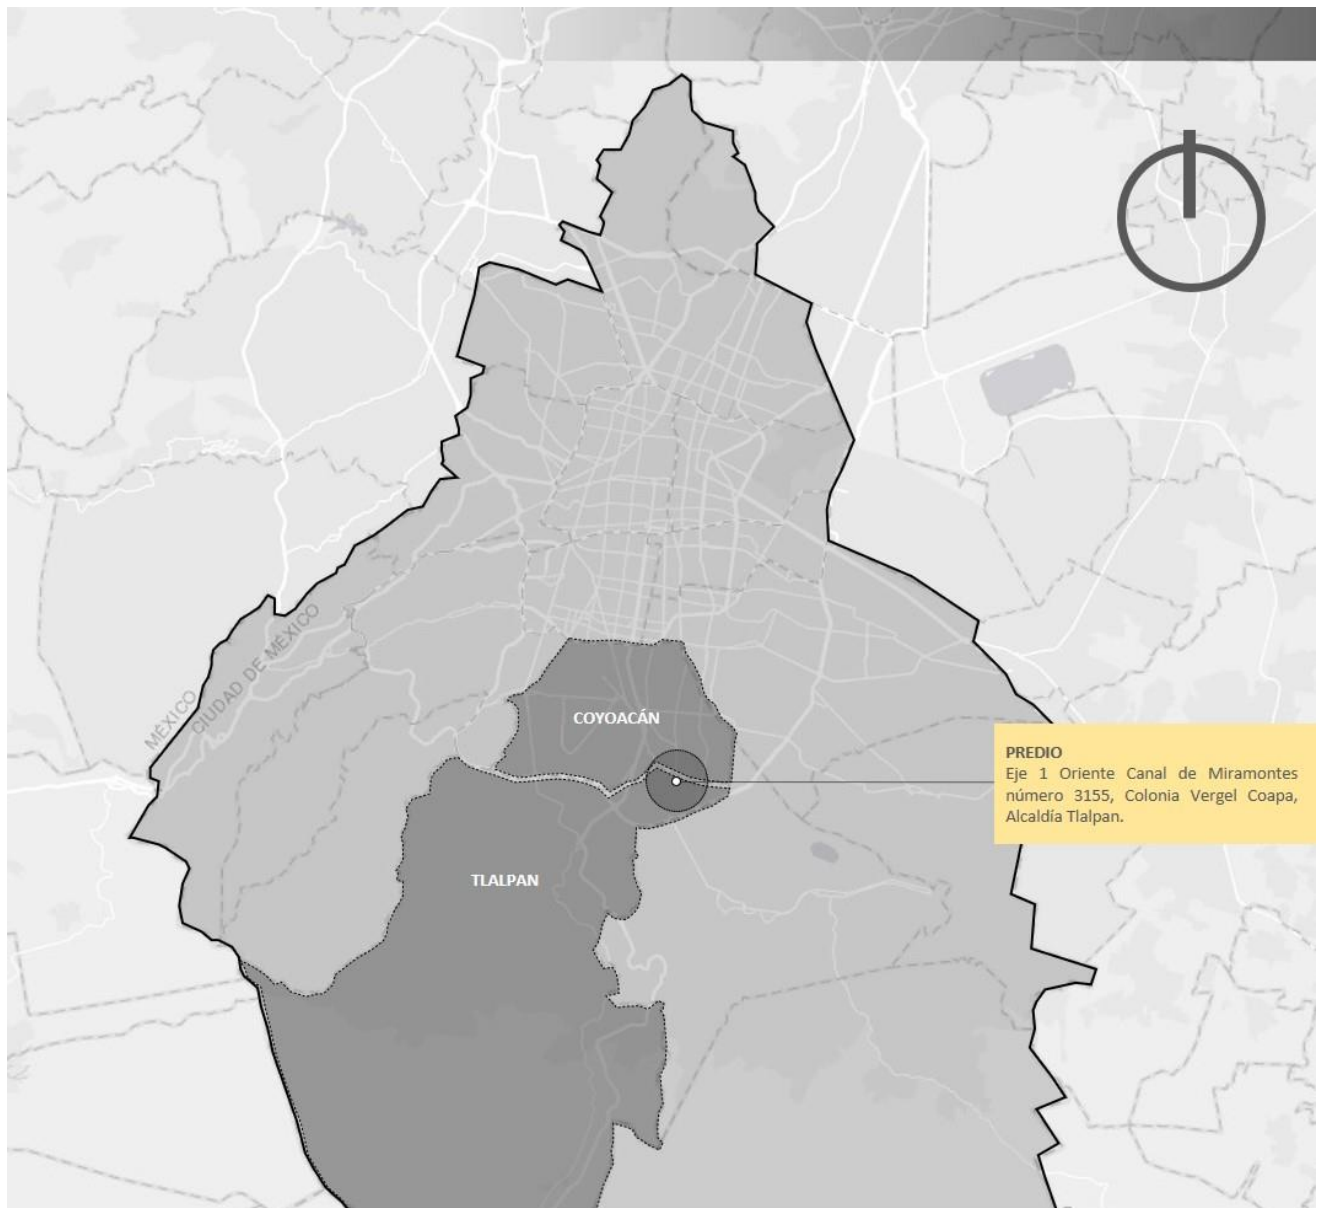 MÉXICO
CIUDAD DE MÉXICO
COYOACÁN
PREDIO
Eje 1 Oriente Canal de Miramontes
número 3155, Colonia Vergel Coapa,
Alcaldía Tlalpan.
TLALPAN